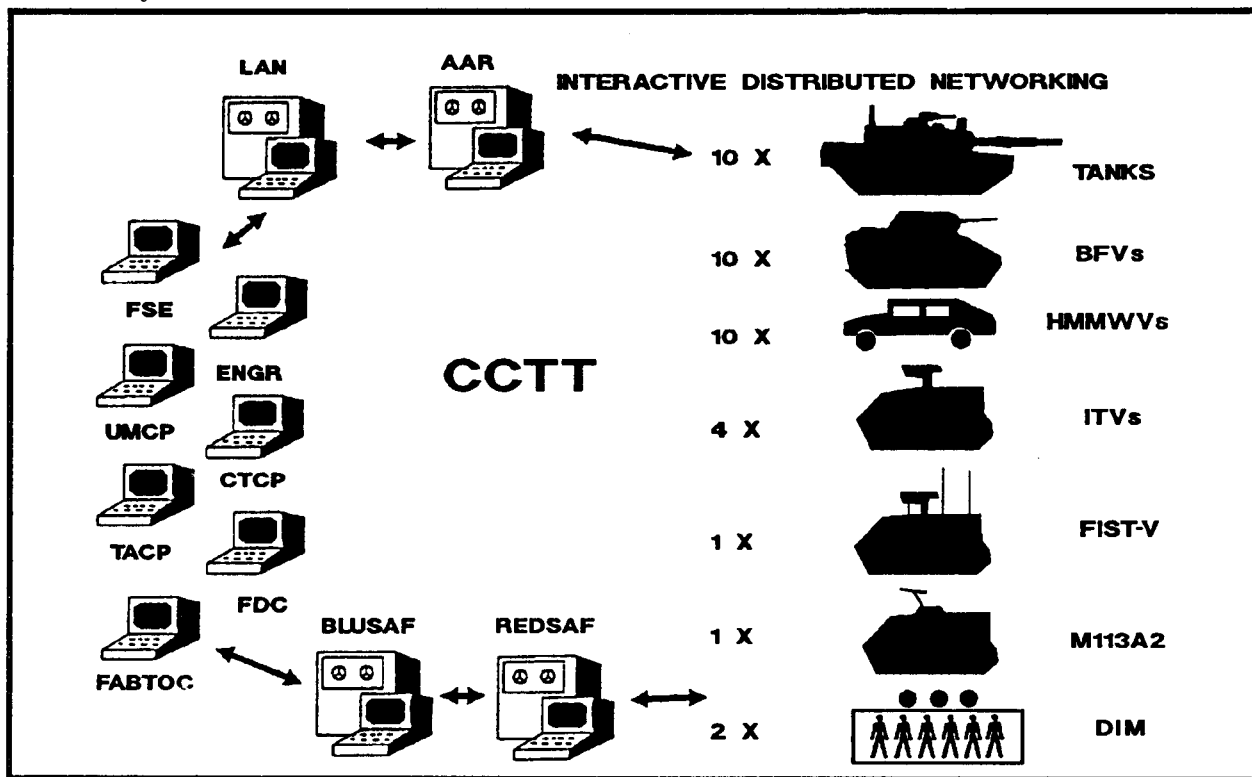 LAN
AAR
INTERACTIVE DISTRIBUTED NETWORKING
10 X
TANKS
FSE
10 X
BFVs
ENGR
10 X
HMMWVs
CCTT
UMCP
CTCP
4 X
ITVs
TACP
FDC
1 X
FIST-V
FABTOC
BLUSAF
REDSAF
1 X
M113A2
2 X
DIM